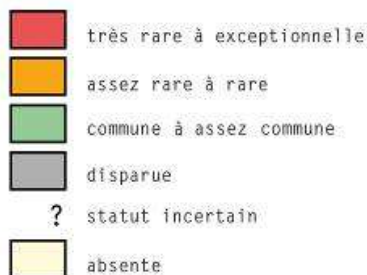 très rare à exceptionnelle
assez rare à rare
commune à assez commune
disparue
? statut incertain
absente